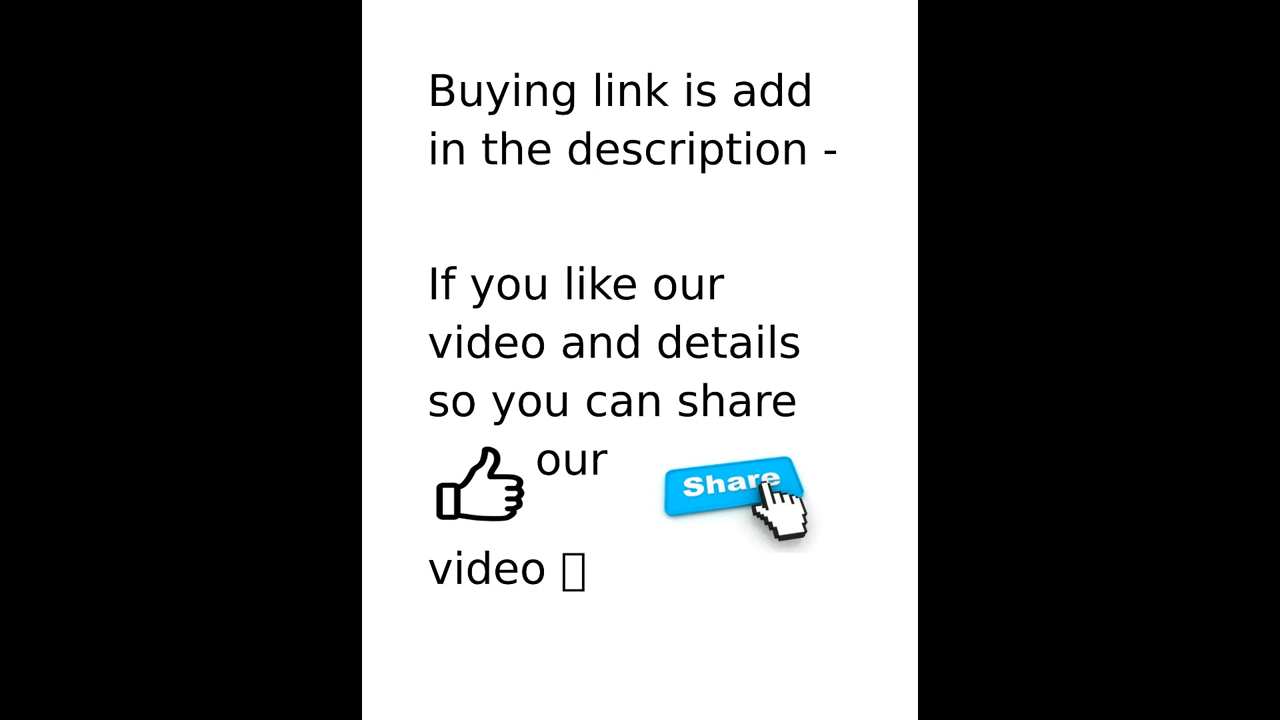 Buying link is add
in the description -
If you like our
video and details
so you can share
our
Share
video